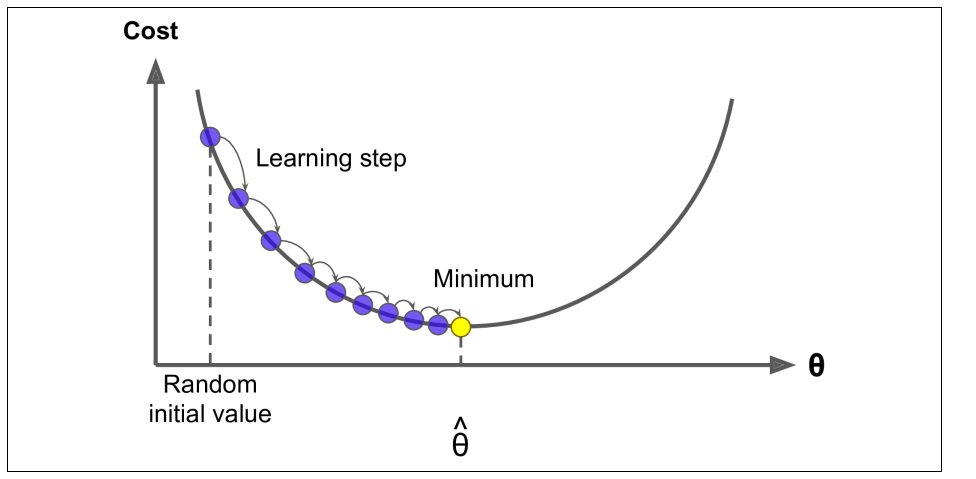 Cost
Learning step
Minimum
θ
Random
initial value
θ̂